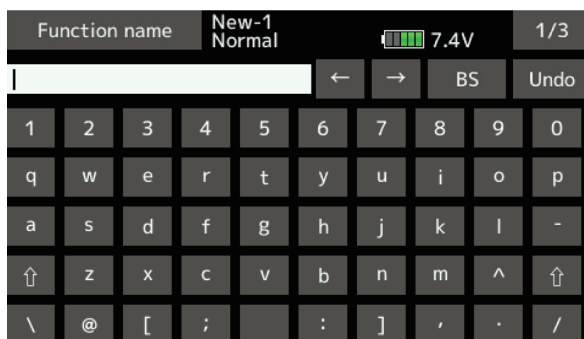 Function name New-1 Normal 7.4V 1/3
← → BS Undo
1 2 3 4 5 6 7 8 9 0
q w e r t y u i o p
a s d f g h j k l -
⇧ z x c v b n m ^ ⇧
\ @ [ ; : ] , . /